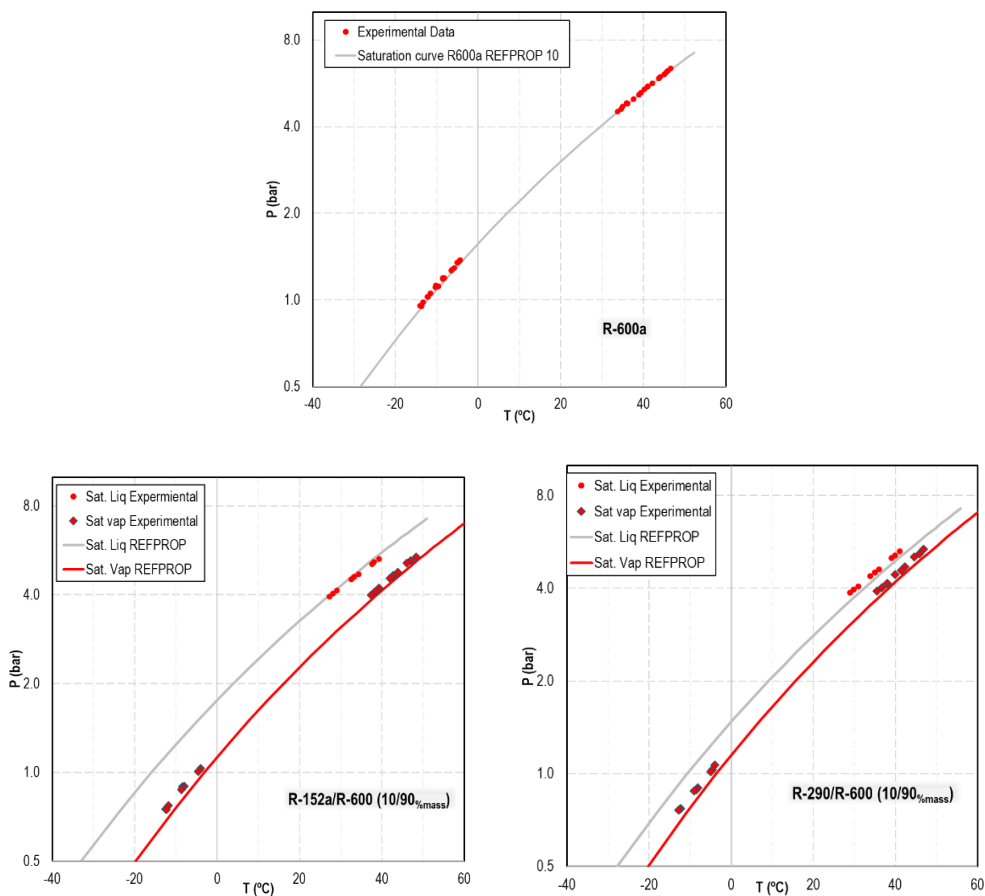 8.0
Experimental Data
Saturation curve R600a REFPROP 10
4.0
P (bar)
2.0
1.0
R-600a
0.5
-40 -20 0 20 40 60
T (ºC)
8.0
Sat. Liq Expermiental
Sat vap Experimental
Sat. Liq REFPROP
Sat. Vap REFPROP
4.0
P (bar)
2.0
1.0
R-152a/R-600 (10/90%mass)
0.5
-40 -20 0 20 40 60
T (ºC)
8.0
Sat. Liq Experimental
Sat vap Experimental
Sat. Liq REFPROP
Sat. Vap REFPROP
4.0
P (bar)
2.0
1.0
R-290/R-600 (10/90%mass)
0.5
-40 -20 0 20 40 60
T (ºC)